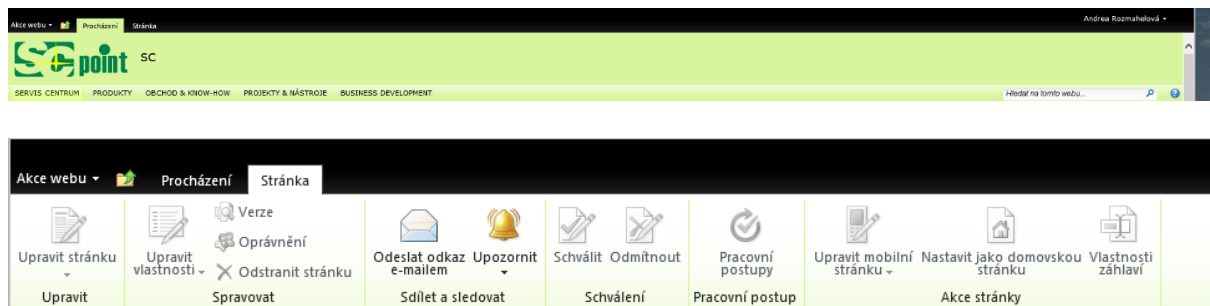 Akce webu Procházení Stránka Andrea Rozmahelová
SC point SC
SERVIS CENTRUM PRODUKTY OBCHOD & KNOW-HOW PROJEKTY & NÁSTROJE BUSINESS DEVELOPMENT Hledat na tomto webu...
Akce webu Procházení Stránka
Upravit stránku
Upravit vlastnosti
Verze
Oprávnění
Odstranit stránku
Odeslat odkaz e-mailem
Upozornit
Schválit
Odmítnout
Pracovní postupy
Upravit mobilní stránku
Nastavit jako domovskou stránku
Vlastnosti záhlaví
Upravit Spravovat Sdílet a sledovat Schválení Pracovní postup Akce stránky